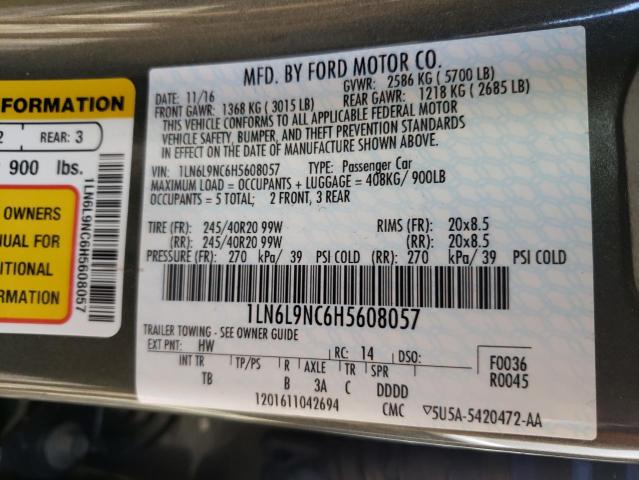 FORMATION
2 REAR: 3
900 lbs.
OWNERS
NUAL FOR
ITIONAL
RMATION
1LN6L9NC6H5608057
MFD. BY FORD MOTOR CO.
DATE: 11/16 GVWR: 2586 KG ( 5700 LB)
FRONT GAWR: 1368 KG ( 3015 LB) REAR GAWR: 1218 KG ( 2685 LB)
THIS VEHICLE CONFORMS TO ALL APPLICABLE FEDERAL MOTOR
VEHICLE SAFETY, BUMPER, AND THEFT PREVENTION STANDARDS
IN EFFECT ON THE DATE OF MANUFACTURE SHOWN ABOVE.
VIN: 1LN6L9NC6H5608057 TYPE: Passenger Car
MAXIMUM LOAD = OCCUPANTS + LUGGAGE = 408KG/ 900LB
OCCUPANTS = 5 TOTAL; 2 FRONT, 3 REAR
TIRE (FR): 245/40R20 99W RIMS (FR): 20x8.5
(RR): 245/40R20 99W (RR): 20x8.5
PRESSURE (FR): 270 kPa/ 39 PSI COLD (RR): 270 kPa/ 39 PSI COLD
1LN6L9NC6H5608057
TRAILER TOWING - SEE OWNER GUIDE
EXT PNT: HW RC: 14 DSO: F0036
INT TR TP/PS R AXLE TR SPR R0045
TB B 3A C DDDD
1201611042694 CMC ▽5U5A-5420472-AA